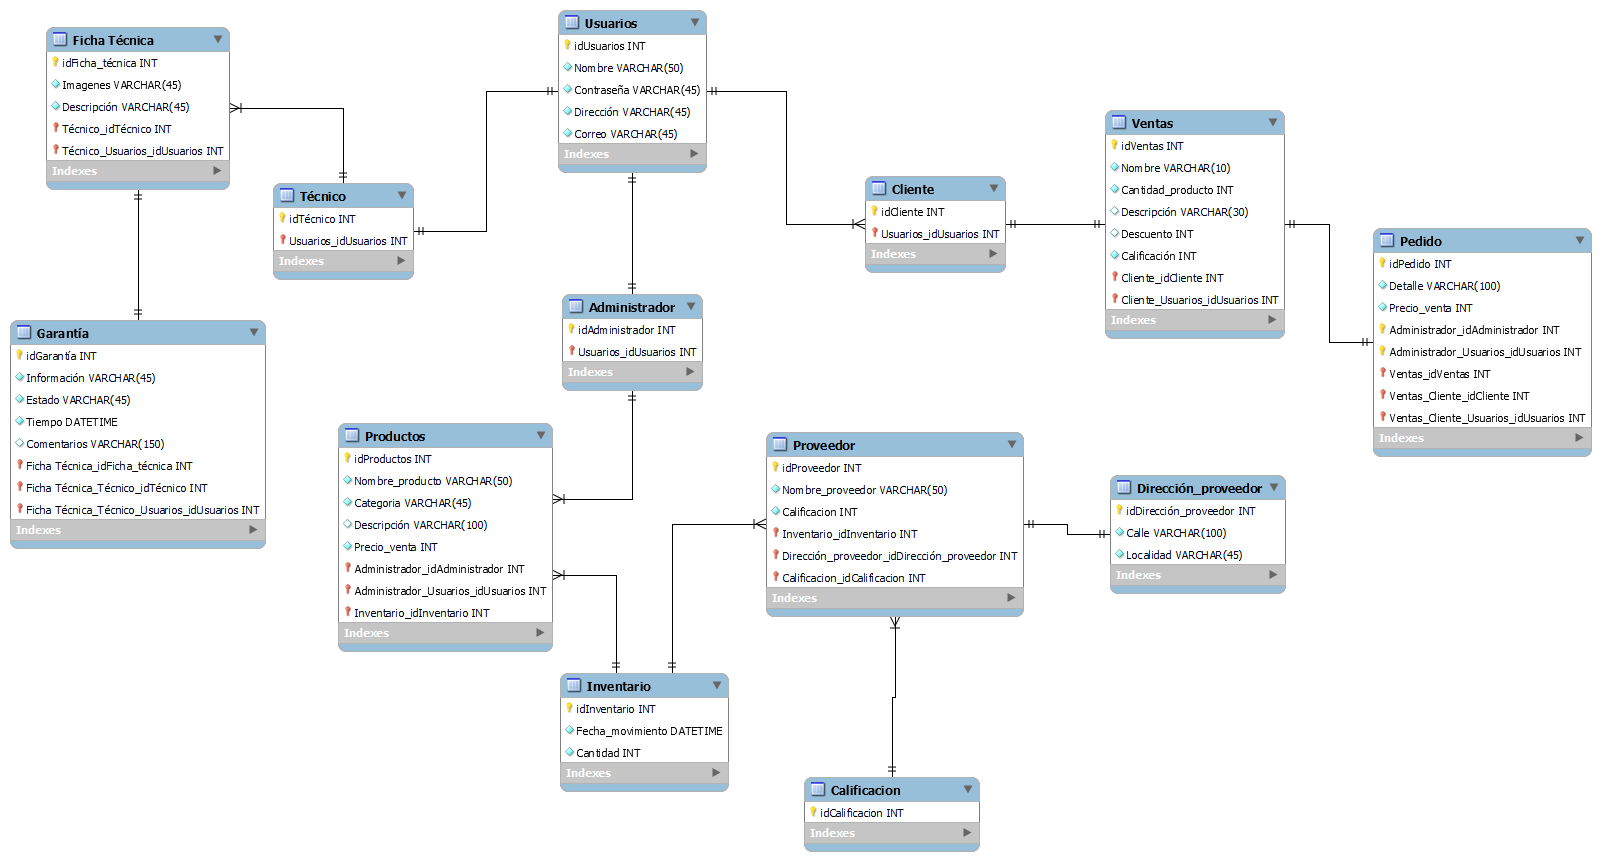 Ficha Técnica
idFicha_técnica INT
Imagenes VARCHAR(45)
Descripción VARCHAR(45)
Técnico_idTécnico INT
Técnico_Usuarios_idUsuarios INT
Indexes
Usuarios
idUsuarios INT
Nombre VARCHAR(50)
Contraseña VARCHAR(45)
Dirección VARCHAR(45)
Correo VARCHAR(45)
Indexes
Técnico
idTécnico INT
Usuarios_idUsuarios INT
Indexes
Cliente
idCliente INT
Usuarios_idUsuarios INT
Indexes
Ventas
idVentas INT
Nombre VARCHAR(10)
Cantidad_producto INT
Descripción VARCHAR(30)
Descuento INT
Calificación INT
Cliente_idCliente INT
Cliente_Usuarios_idUsuarios INT
Indexes
Pedido
idPedido INT
Detalle VARCHAR(100)
Precio_venta INT
Administrador_idAdministrador INT
Administrador_Usuarios_idUsuarios INT
Ventas_idVentas INT
Ventas_Cliente_idCliente INT
Ventas_Cliente_Usuarios_idUsuarios INT
Indexes
Administrador
idAdministrador INT
Usuarios_idUsuarios INT
Indexes
Garantía
idGarantía INT
Información VARCHAR(45)
Estado VARCHAR(45)
Tiempo DATETIME
Comentarios VARCHAR(150)
Ficha Técnica_idFicha_técnica INT
Ficha Técnica_Técnico_idTécnico INT
Ficha Técnica_Técnico_Usuarios_idUsuarios INT
Indexes
Productos
idProductos INT
Nombre_producto VARCHAR(50)
Categoria VARCHAR(45)
Descripción VARCHAR(100)
Precio_venta INT
Administrador_idAdministrador INT
Administrador_Usuarios_idUsuarios INT
Inventario_idInventario INT
Indexes
Proveedor
idProveedor INT
Nombre_proveedor VARCHAR(50)
Calificacion INT
Inventario_idInventario INT
Dirección_proveedor_idDirección_proveedor INT
Calificacion_idCalificacion INT
Indexes
Dirección_proveedor
idDirección_proveedor INT
Calle VARCHAR(100)
Localidad VARCHAR(45)
Indexes
Inventario
idInventario INT
Fecha_movimiento DATETIME
Cantidad INT
Indexes
Calificacion
idCalificacion INT
Indexes